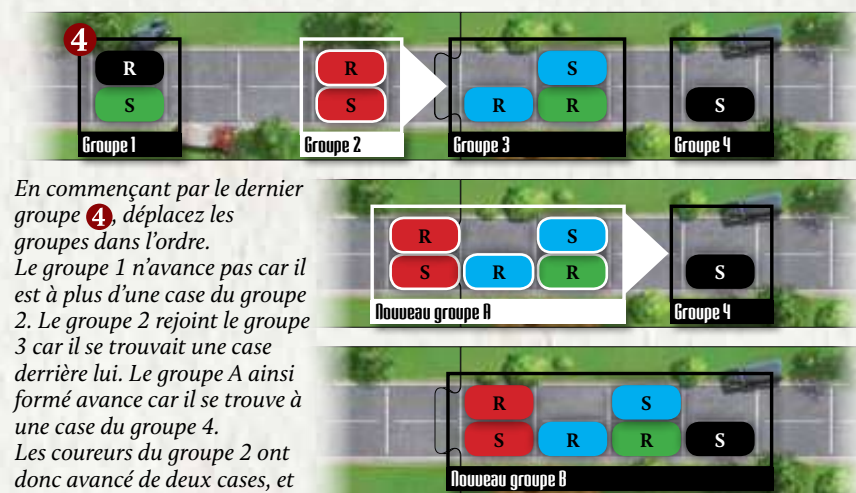 4
R
R
S
S
S
R
R
S
Groupe 1
Groupe 2
Groupe 3
Groupe 4
En commençant par le dernier
groupe 4, déplacez les
groupes dans l'ordre.
Le groupe 1 n'avance pas car il
est à plus d'une case du groupe
2. Le groupe 2 rejoint le groupe
3 car il se trouvait une case
derrière lui. Le groupe A ainsi
formé avance car il se trouve à
une case du groupe 4.
Les coureurs du groupe 2 ont
donc avancé de deux cases, et
R
S
S
R
R
S
Nouveau groupe A
Groupe 4
R
S
S
R
R
S
Nouveau groupe B